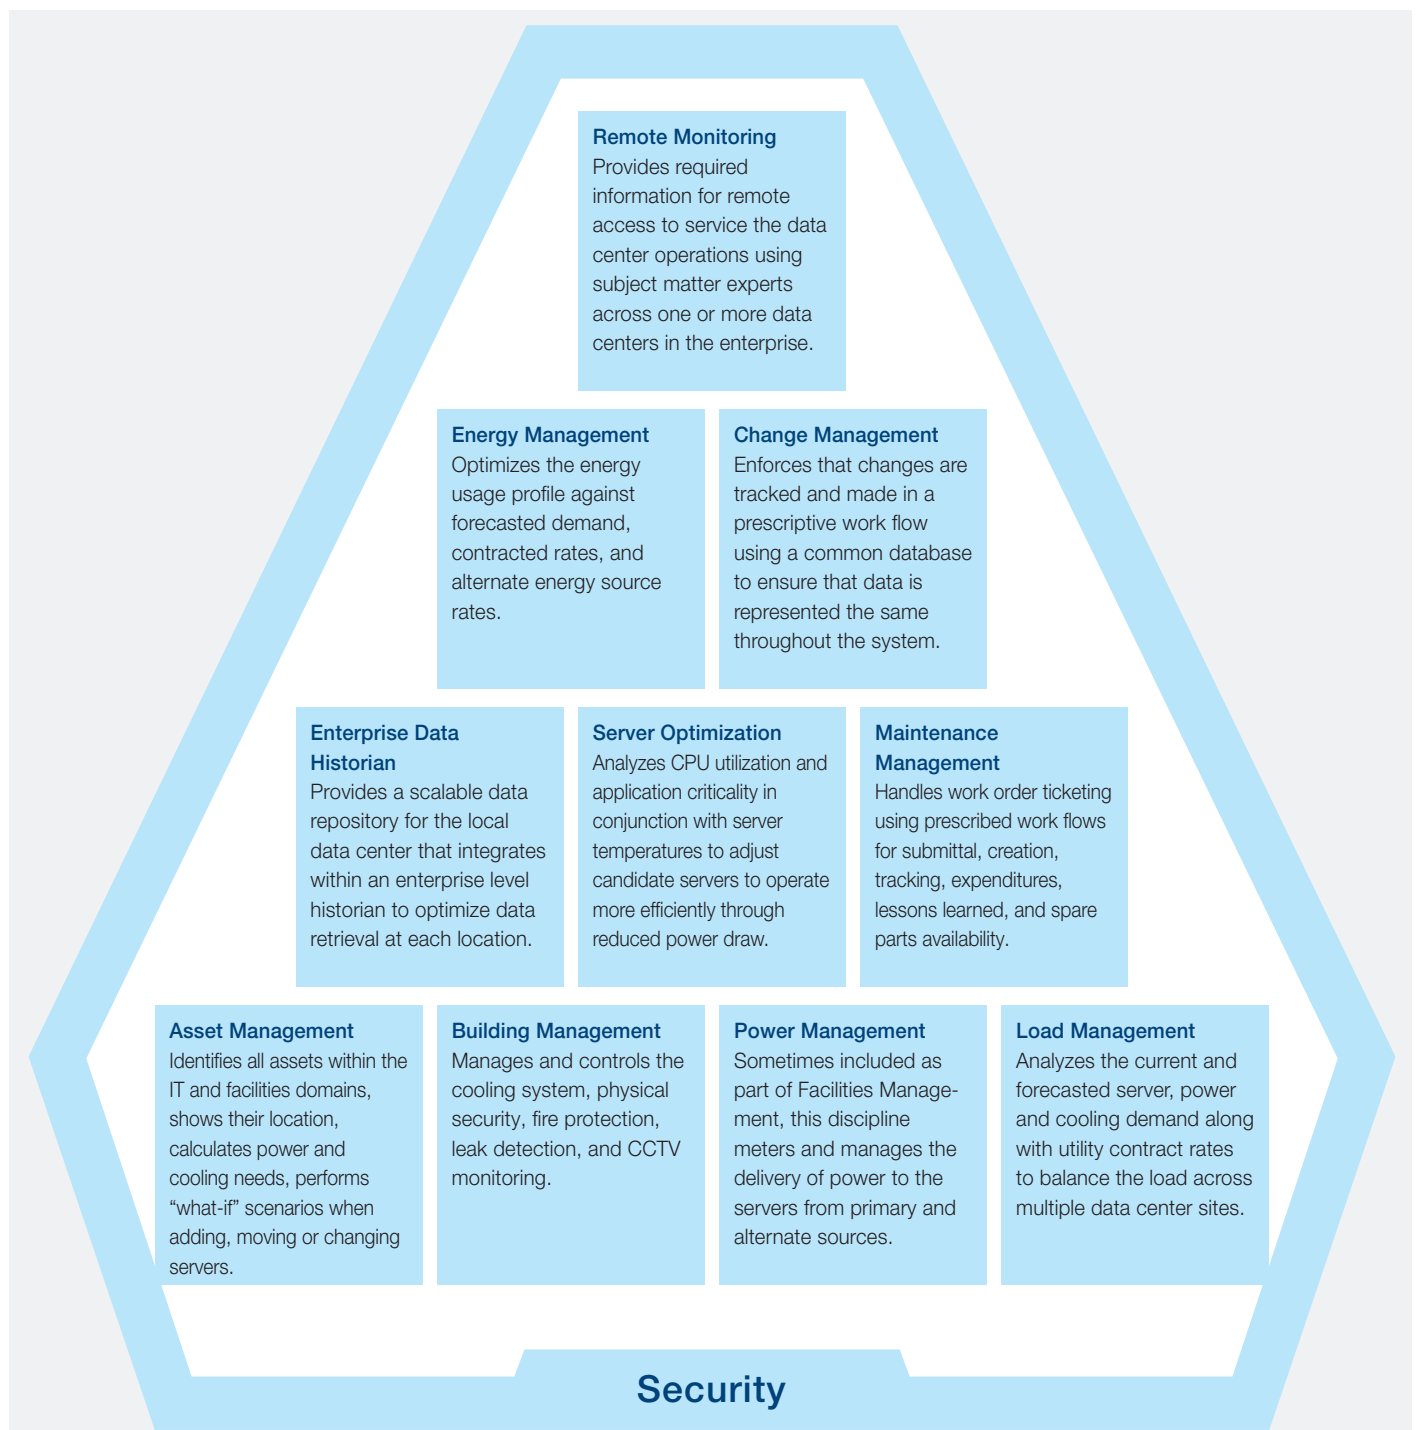 Remote Monitoring
Provides required
information for remote
access to service the data
center operations using
subject matter experts
across one or more data
centers in the enterprise.
Energy Management
Optimizes the energy
usage profile against
forecasted demand,
contracted rates, and
alternate energy source
rates.
Change Management
Enforces that changes are
tracked and made in a
prescriptive work flow
using a common database
to ensure that data is
represented the same
throughout the system.
Enterprise Data
Historian
Provides a scalable data
repository for the local
data center that integrates
within an enterprise level
historian to optimize data
retrieval at each location.
Server Optimization
Analyzes CPU utilization and
application criticality in
conjunction with server
temperatures to adjust
candidate servers to operate
more efficiently through
reduced power draw.
Maintenance
Management
Handles work order ticketing
using prescribed work flows
for submittal, creation,
tracking, expenditures,
lessons learned, and spare
parts availability.
Asset Management
Identifies all assets within the
IT and facilities domains,
shows their location,
calculates power and
cooling needs, performs
“what-if” scenarios when
adding, moving or changing
servers.
Building Management
Manages and controls the
cooling system, physical
security, fire protection,
leak detection, and CCTV
monitoring.
Power Management
Sometimes included as
part of Facilities Manage-
ment, this discipline
meters and manages the
delivery of power to the
servers from primary and
alternate sources.
Load Management
Analyzes the current and
forecasted server, power
and cooling demand along
with utility contract rates
to balance the load across
multiple data center sites.
Security